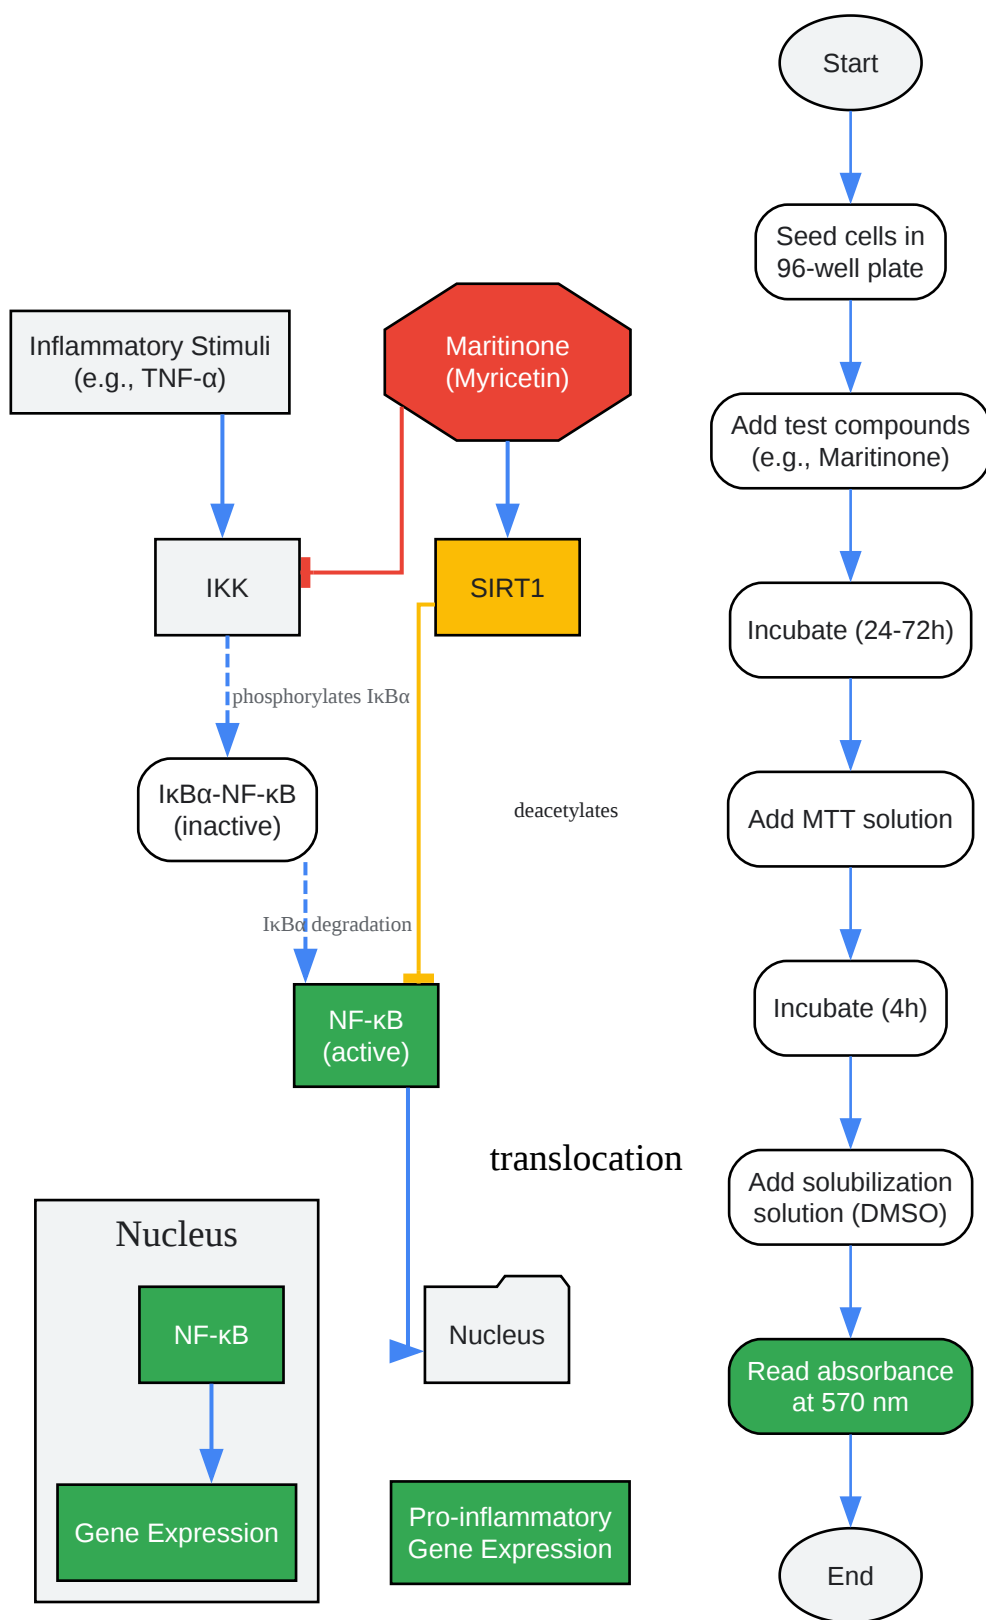 Inflammatory Stimuli
(e.g., TNF-α)
Maritinone
(Myricetin)
IKK
SIRT1
phosphorylates IκBα
IκBα-NF-κB
(inactive)
deacetylates
IκBα degradation
NF-κB
(active)
translocation
Nucleus
NF-κB
Gene Expression
Nucleus
Pro-inflammatory
Gene Expression
Start
Seed cells in
96-well plate
Add test compounds
(e.g., Maritinone)
Incubate (24-72h)
Add MTT solution
Incubate (4h)
Add solubilization
solution (DMSO)
Read absorbance
at 570 nm
End